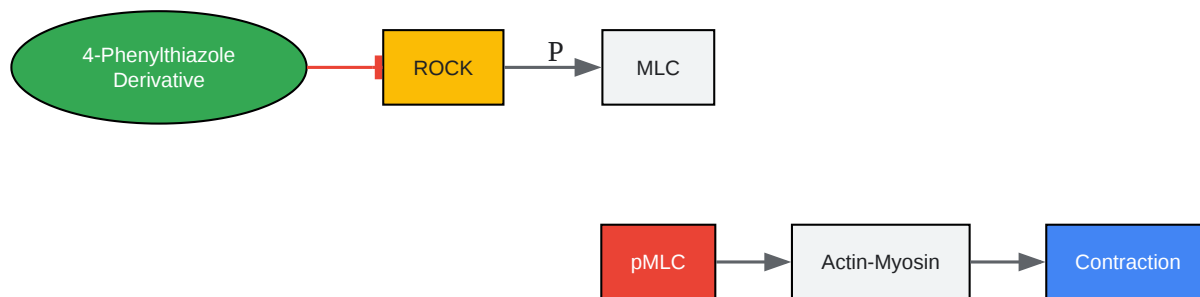 4-Phenylthiazole
Derivative
ROCK
P
MLC
pMLC
Actin-Myosin
Contraction